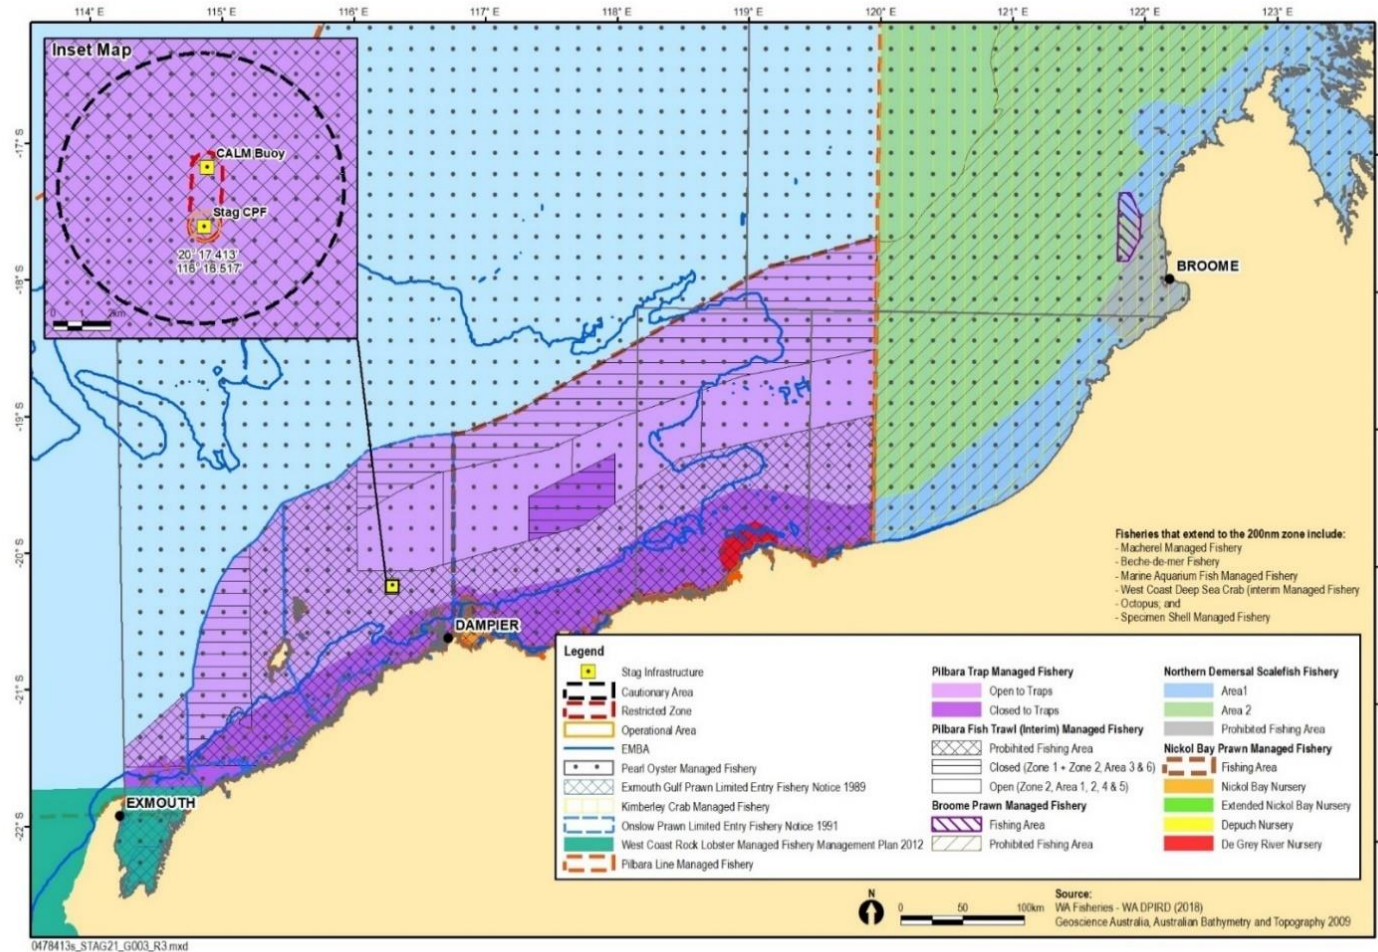 114° E 115° E 116° E 117° E 118° E 119° E 120° E 121° E 122° E 123° E
Inset Map
CALM Buoy
Stag CPF
20° 17.413'
116° 16.517'
0 1 2km
-17° S
-18° S
-19° S
-20° S
-21° S
-22° S
BROOME
DAMPIER
EXMOUTH
Fisheries that extend to the 200nm zone include:
- Macherel Managed Fishery
- Beche-de-mer Fishery
- Marine Aquarium Fish Managed Fishery
- West Coast Deep Sea Crab (interim Managed Fishery
- Octopus; and
- Specimen Shell Managed Fishery
Legend
Stag Infrastructure
Cautionary Area
Restricted Zone
Operational Area
EMBA
Pearl Oyster Managed Fishery
Exmouth Gulf Prawn Limited Entry Fishery Notice 1989
Kimberley Crab Managed Fishery
Onslow Prawn Limited Entry Fishery Notice 1991
West Coast Rock Lobster Managed Fishery Management Plan 2012
Pilbara Line Managed Fishery
Pilbara Trap Managed Fishery
Open to Traps
Closed to Traps
Pilbara Fish Trawl (Interim) Managed Fishery
Probibited Fishing Area
Closed (Zone 1 + Zone 2, Area 3 & 6)
Open (Zone 2, Area 1, 2, 4 & 5)
Broome Prawn Managed Fishery
Fishing Area
Prohibited Fishing Area
Northern Demersal Scalefish Fishery
Area1
Area 2
Prohibited Fishing Area
Nickol Bay Prawn Managed Fishery
Fishing Area
Nickol Bay Nursery
Extended Nickol Bay Nursery
Depuch Nursery
De Grey River Nursery
N
0 50 100km
Source:
WA Fisheries - WA DPIRD (2018)
Geoscience Australia, Australian Bathymetry and Topography 2009
0478413s_STAG21_G003_R3.mxd